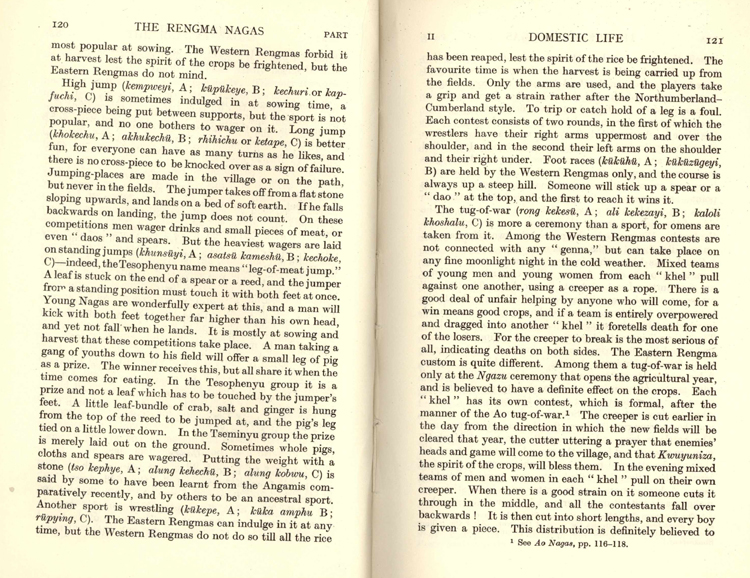 120 THE RENGMA NAGAS PART
most popular at sowing. The Western Rengmas forbid it
at harvest lest the spirit of the crops be frightened, but the
Eastern Rengmas do not mind.
High jump (kempweyi, A; kŭpŭkeye, B; kechuri or kap-
fuchi, C) is sometimes indulged in at sowing time, a
cross-piece being put between supports, but the sport is not
popular, and no one bothers to wager on it. Long jump
(khokechu, A; akhukechŭ, B; rhihichu or ketape, C) is better
fun, for everyone can have as many turns as he likes, and
there is no cross-piece to be knocked over as a sign of failure.
Jumping-places are made in the village or on the path,
but never in the fields. The jumper takes off from a flat stone
sloping upwards, and lands on a bed of soft earth. If he falls
backwards on landing, the jump does not count. On these
competitions men wager drinks and small pieces of meat, or
even " daos " and spears. But the heaviest wagers are laid
on standing jumps (khunsŭyi, A; asatsŭ kameshŭ, B; kechoke,
C)—indeed, the Tesophenyu name means "leg-of-meat jump."
A leaf is stuck on the end of a spear or a reed, and the jumper
from a standing position must touch it with both feet at once.
Young Nagas are wonderfully expert at this, and a man will
kick with both feet together far higher than his own head,
and yet not fall when he lands. It is mostly at sowing and
harvest that these competitions take place. A man taking a
gang of youths down to his field will offer a small leg of pig
as a prize. The winner receives this, but all share it when the
time comes for eating. In the Tesophenyu group it is a
prize and not a leaf which has to be touched by the jumper's
feet. A little leaf-bundle of crab, salt and ginger is hung
from the top of the reed to be jumped at, and the pig's leg
tied on a little lower down. In the Tseminyu group the prize
is merely laid out on the ground. Sometimes whole pigs,
cloths and spears are wagered. Putting the weight with a
stone (tso kephye, A; alung kehechŭ, B; alung kobwu, C) is
said by some to have been learnt from the Angamis com-
paratively recently, and by others to be an ancestral sport.
Another sport is wrestling (kŭkepe, A; kŭka amphu B;
rŭpying, C). The Eastern Rengmas can indulge in it at any
time, but the Western Rengmas do not do so till all the rice
II DOMESTIC LIFE 121
has been reaped, lest the spirit of the rice be frightened. The
favourite time is when the harvest is being carried up from
the fields. Only the arms are used, and the players take
a grip and get a strain rather after the Northumberland–
Cumberland style. To trip or catch hold of a leg is a foul.
Each contest consists of two rounds, in the first of which the
wrestlers have their right arms uppermost and over the
shoulder, and in the second their left arms on the shoulder
and their right under. Foot races (kŭkŭhŭ, A; kŭkŭzŭgeyi,
B) are held by the Western Rengmas only, and the course is
always up a steep hill. Someone will stick up a spear or a
" dao " at the top, and the first to reach it wins it.
The tug-of-war (rong kekesŭ, A; ali kekezayi, B; kaloli
khoshalu, C) is more a ceremony than a sport, for omens are
taken from it. Among the Western Rengmas contests are
not connected with any " genna," but can take place on
any fine moonlight night in the cold weather. Mixed teams
of young men and young women from each " khel " pull
against one another, using a creeper as a rope. There is a
good deal of unfair helping by anyone who will come, for a
win means good crops, and if a team is entirely overpowered
and dragged into another " khel " it foretells death for one
of the losers. For the creeper to break is the most serious of
all, indicating deaths on both sides. The Eastern Rengma
custom is quite different. Among them a tug-of-war is held
only at the Ngazu ceremony that opens the agricultural year,
and is believed to have a definite effect on the crops. Each
" khel " has its own contest, which is formal, after the
manner of the Ao tug-of-war.¹ The creeper is cut earlier in
the day from the direction in which the new fields will be
cleared that year, the cutter uttering a prayer that enemies'
heads and game will come to the village, and that Kwuyuniza,
the spirit of the crops, will bless them. In the evening mixed
teams of men and women in each " khel " pull on their own
creeper. When there is a good strain on it someone cuts it
through in the middle, and all the contestants fall over
backwards ! It is then cut into short lengths, and every boy
is given a piece. This distribution is definitely believed to
¹ See Ao Nagas, pp. 116–118.